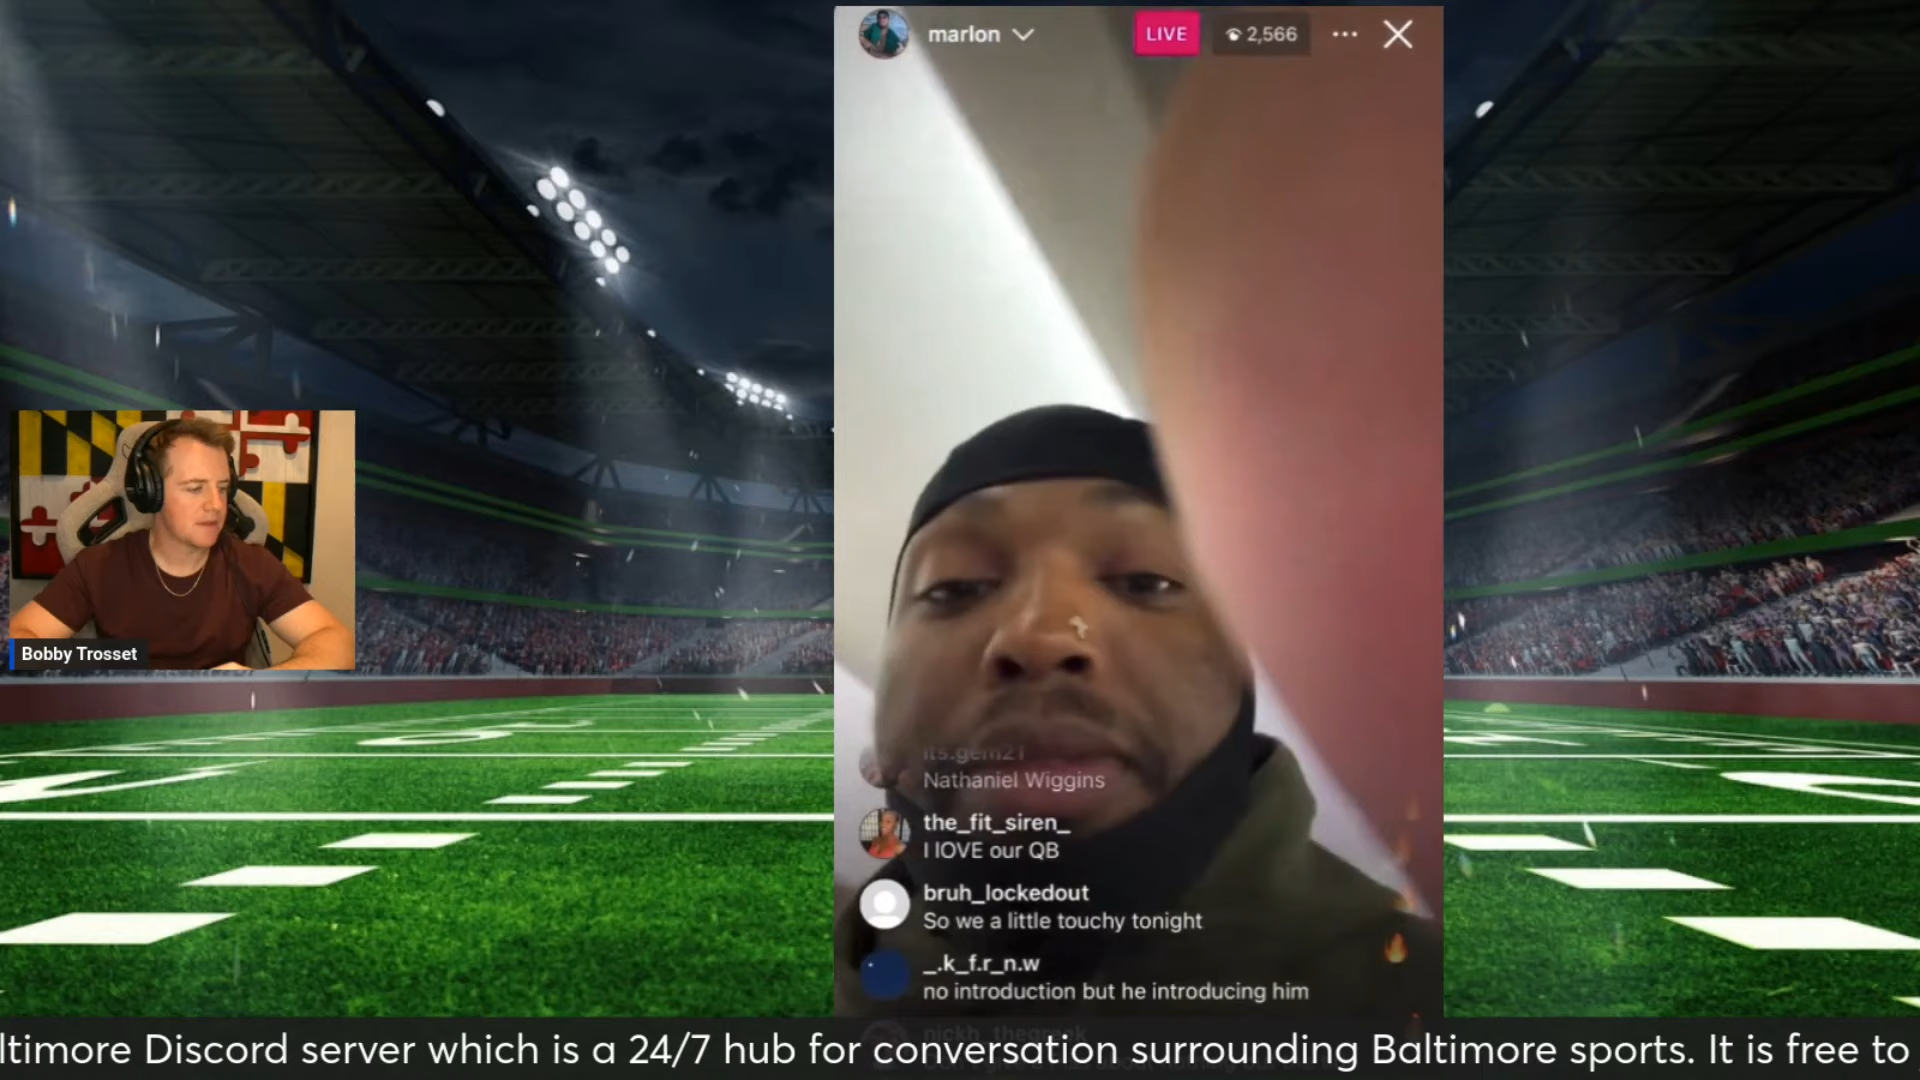 marlon
LIVE
2,566
Bobby Trosset
its.gem21
Nathaniel Wiggins
the_fit_siren_
I lOVE our QB
bruh_lockedout
So we a little touchy tonight
_.k_f.r_n.w
no introduction but he introducing him
ltimore Discord server which is a 24/7 hub for conversation surrounding Baltimore sports. It is free to